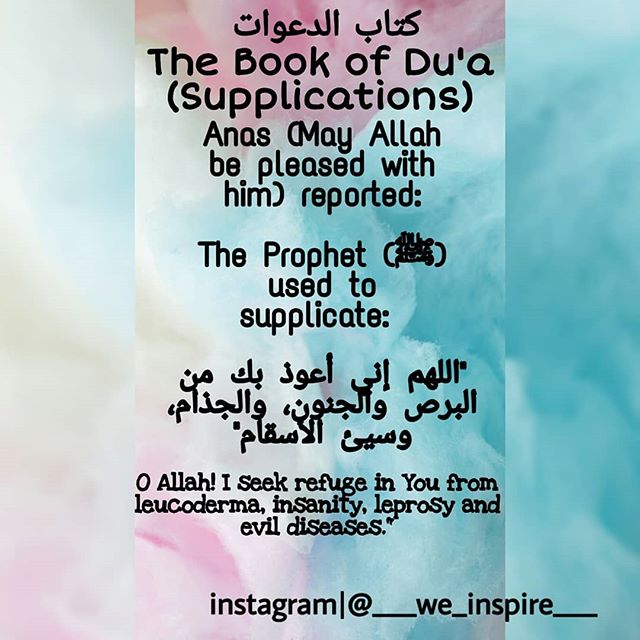 كتاب الدعوات
The Book of Du'a
(Supplications)
Anas (May Allah
be pleased with
him) reported:
The Prophet (ﷺ)
used to
supplicate:
"اللهم إني أعوذ بك من
البرص والجنون، والجذام،
وسيئ الأسقام"
O Allah! I seek refuge in You from
leucoderma, insanity, leprosy and
evil diseases."
instagram|@___we_inspire___